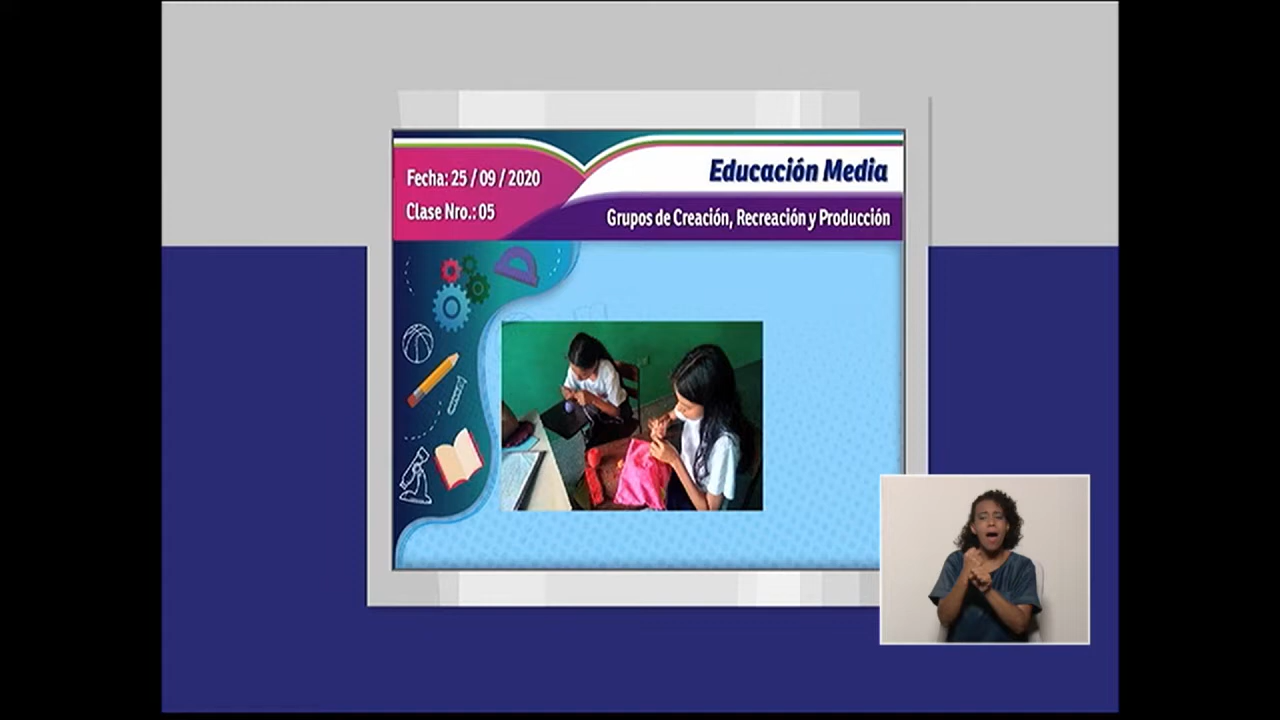 Fecha: 25 / 09 / 2020
Clase Nro.: 05
Educación Media
Grupos de Creación, Recreación y Producción